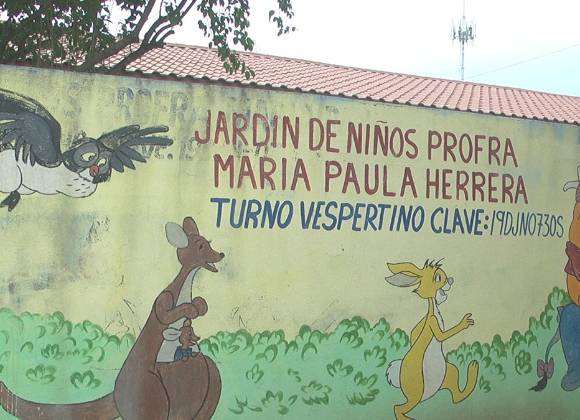 JARDIN DE NIÑOS PROFRA
MARIA PAULA HERRERA
TURNO VESPERTINO CLAVE: 19DJN0730S